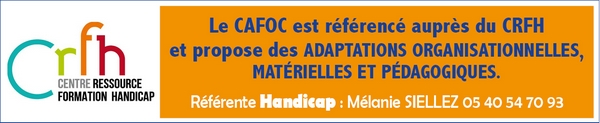 Crfh
CENTRE RESSOURCE
FORMATION HANDICAP
Le CAFOC est référencé auprès du CRFH
et propose des ADAPTATIONS ORGANISATIONNELLES,
MATÉRIELLES ET PÉDAGOGIQUES.
Référente Handicap : Mélanie SIELLEZ 05 40 54 70 93